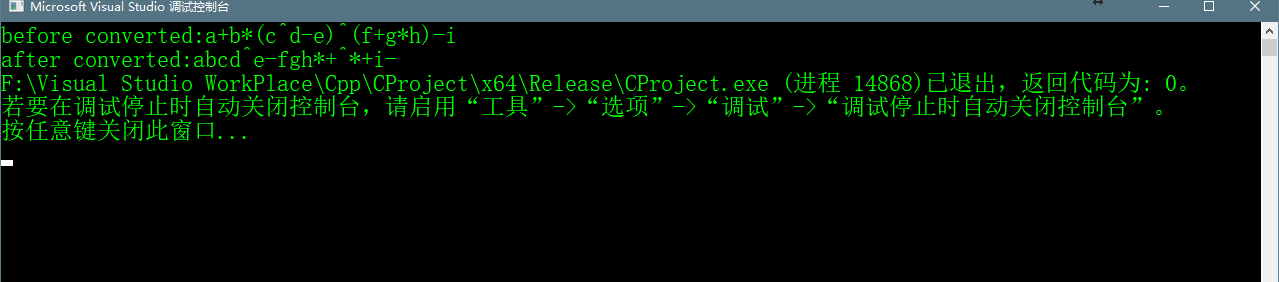 Microsoft Visual Studio 调试控制台
before converted:a+b*(c^d-e)^(f+g*h)-i
after converted:abcd^e-fgh*+^*+i-
F:\Visual Studio WorkPlace\Cpp\CProject\x64\Release\CProject.exe (进程 14868)已退出，返回代码为: 0。
若要在调试停止时自动关闭控制台，请启用“工具”->“选项”->“调试”->“调试停止时自动关闭控制台”。
按任意键关闭此窗口...